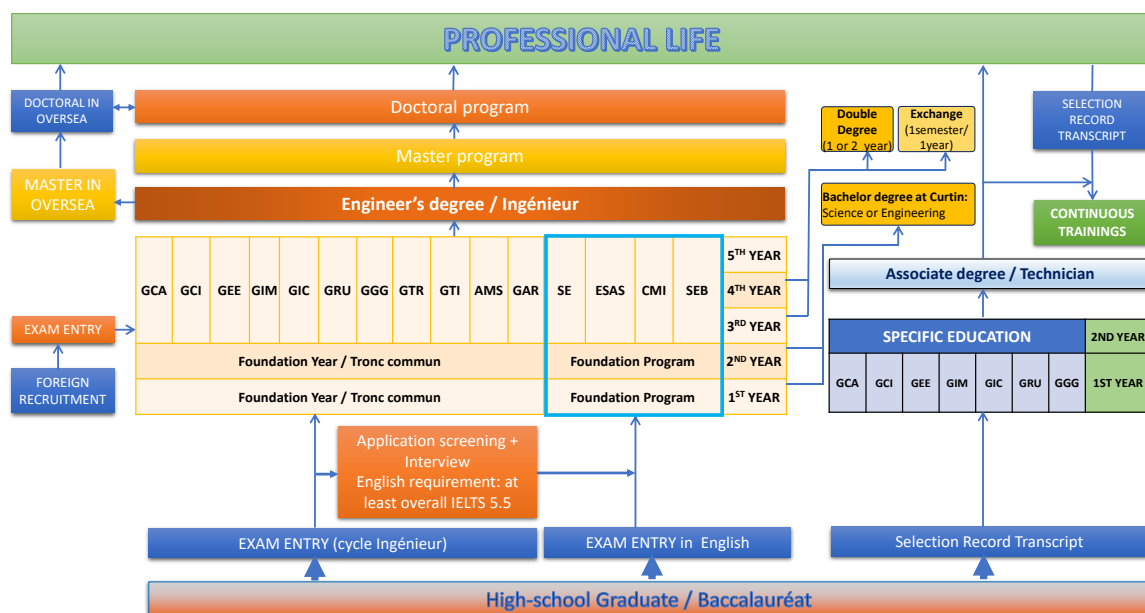 PROFESSIONAL LIFE
DOCTORAL IN
OVERSEA
Doctoral program
Double
Degree
(1 or 2 year)
Exchange
(1semester/
1year)
SELECTION
RECORD
TRANSCRIPT
Master program
MASTER IN
OVERSEA
Engineer's degree / Ingénieur
Bachelor degree at Curtin:
Science or Engineering
CONTINUOUS
TRAININGS
GCA GCI GEE GIM GIC GRU GGG GTR GTI AMS GAR SE ESAS CMI SEB
5TH YEAR
4TH YEAR
3RD YEAR
Associate degree / Technician
EXAM ENTRY
FOREIGN
RECRUITMENT
Foundation Year / Tronc commun Foundation Program 2ND YEAR
Foundation Year / Tronc commun Foundation Program 1ST YEAR
SPECIFIC EDUCATION 2ND YEAR
GCA GCI GEE GIM GIC GRU GGG 1ST YEAR
Application screening +
Interview
English requirement: at
least overall IELTS 5.5
EXAM ENTRY (cycle Ingénieur)
EXAM ENTRY in English
Selection Record Transcript
High-school Graduate / Baccalauréat